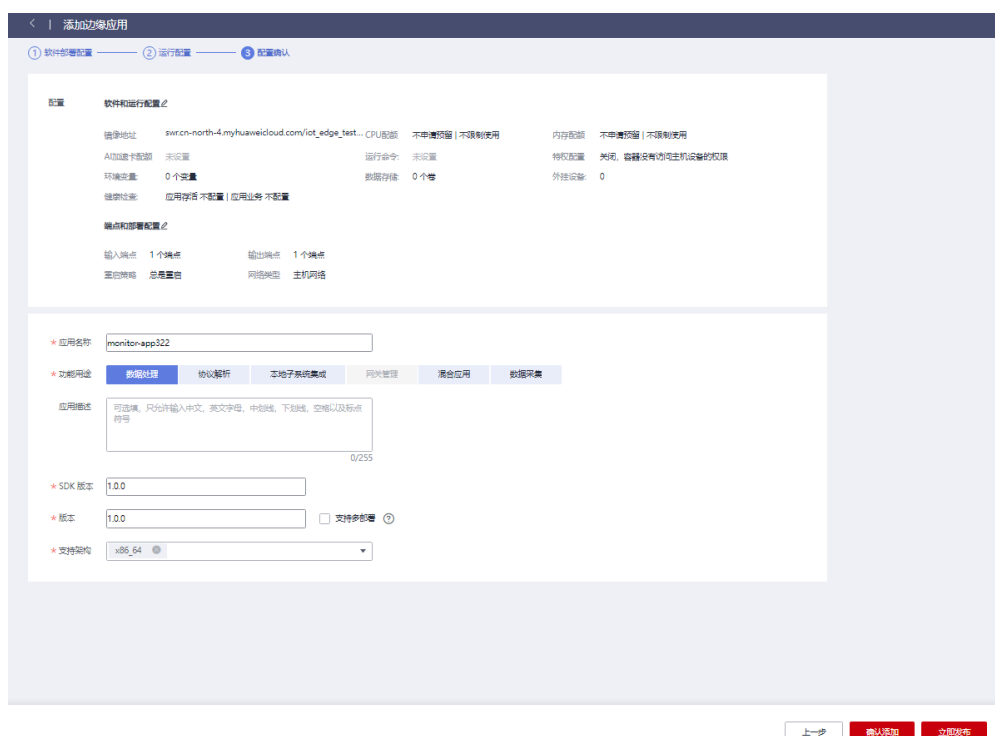 添加边缘应用
1 软件部署配置 2 运行配置 3 配置确认
配置 软件和运行配置
镜像地址 swr.cn-north-4.myhuaweicloud.com/iot_edge_test... CPU配额 不申请预留 | 不限制使用 内存配额 不申请预留 | 不限制使用
AI加速卡配额 未设置 运行命令: 未设置 特权配置 关闭，容器没有访问主机设备的权限
环境变量: 0 个变量 数据存储: 0 个卷 外挂设备: 0
健康检查: 应用存活 不配置 | 应用业务 不配置
端点和部署配置
输入端点 1 个端点 输出端点 1 个端点
重启策略 总是重启 网络类型 主机网络
* 应用名称 monitor-app322
* 功能用途 数据处理 协议解析 本地子系统集成 网关管理 混合应用 数据采集
应用描述 可选填，只允许输入中文，英文字母，中划线，下划线，空格以及标点
符号
0/255
* SDK 版本 1.0.0
* 版本 1.0.0 支持多部署 ?
* 支持架构 x86_64
上一步 确认添加 立即发布